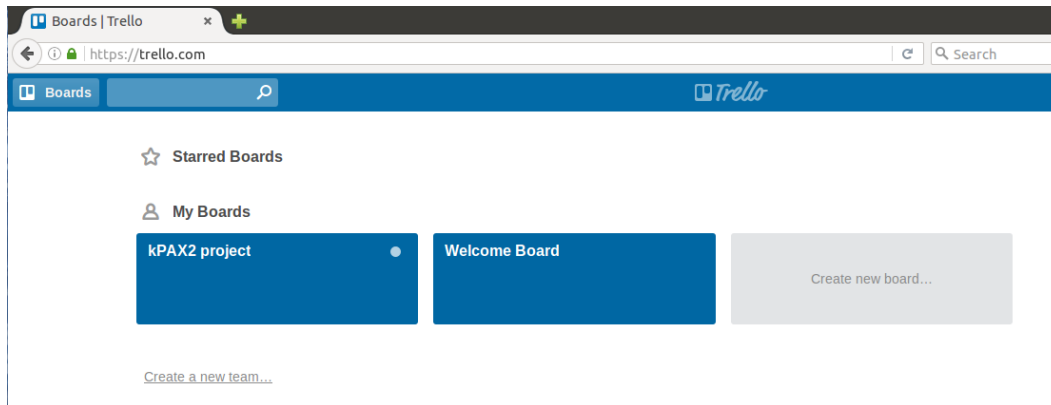 Boards | Trello
https://trello.com
Search
Boards
Trello
Starred Boards
My Boards
kPAX2 project
Welcome Board
Create new board…
Create a new team…